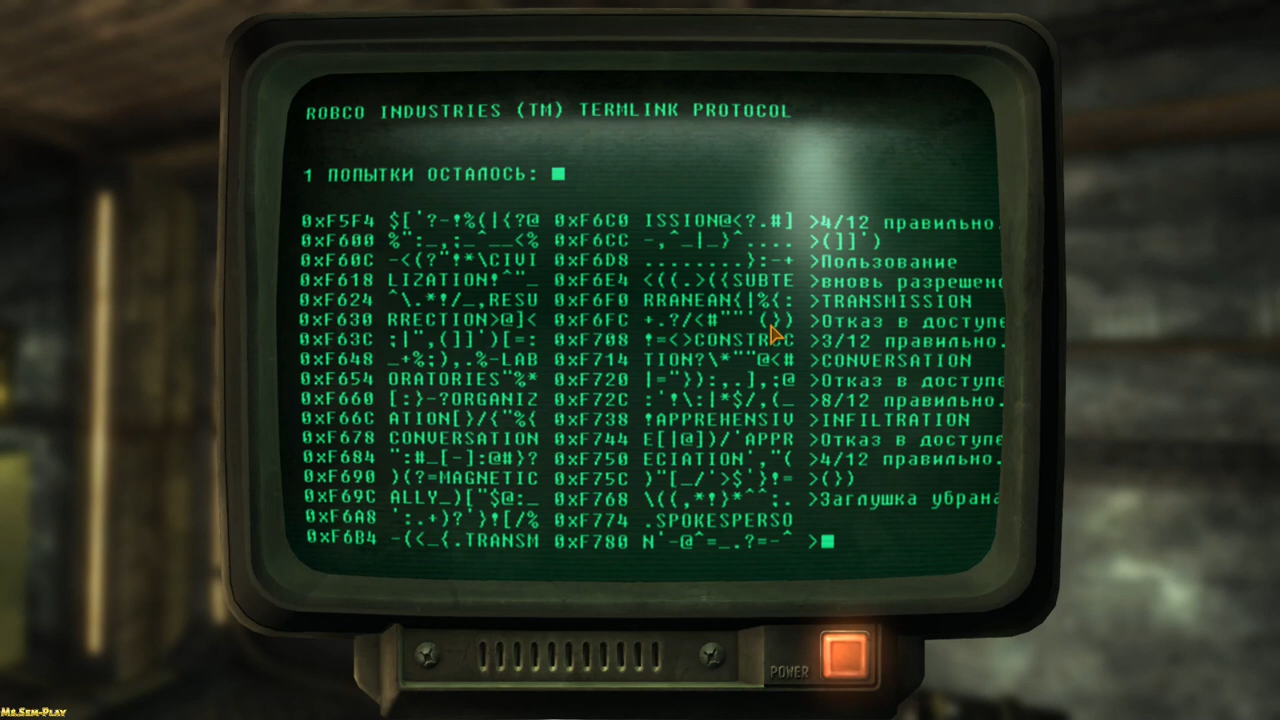 ROBCO INDUSTRIES (TM) TERMLINK PROTOCOL
1 ПОПЫТКИ ОСТАЛОСЬ:
0xF5F4 $['?-!%(|{?@ 0xF6C0 ISSION@<?.#] >4/12 правильно.
0xF600 %":_,:_^__<% 0xF6CC -,^_|_}^.... >(]]')
0xF60C -<(?"!*\CIVI 0xF6D8 ........}:-+ >Пользование
0xF618 LIZATION!^"_ 0xF6E4 <((.>({SUBTE >вновь разрешено
0xF624 ^\.*!/_,RESU 0xF6F0 RRANEAN{|%{: >TRANSMISSION
0xF630 RRECTION>@]< 0xF6FC +.?/<#""'(}) >Отказ в доступе
0xF63C :|",(]]')[=: 0xF708 !=<>CONSTRUC >3/12 правильно.
0xF648 _+%;),.%-LAB 0xF714 TION?\*""@<# >CONVERSATION
0xF654 ORATORIES"%* 0xF720 |="}):,.],:@ >Отказ в доступе
0xF660 [:}-?ORGANIZ 0xF72C :'!\:|*$/,(_ >8/12 правильно.
0xF66C ATION[}/{"%{ 0xF738 !APPREHENSIV >INFILTRATION
0xF678 CONVERSATION 0xF744 E[|@])/'APPR >Отказ в доступе
0xF684 ":#_[-]:@#}? 0xF750 ECIATION',"( >4/12 правильно.
0xF690 )(?=MAGNETIC 0xF75C )"[_/'>$'}!= >(})
0xF69C ALLY_)["$@:_ 0xF768 \((,*!}*^^;. >Заглушка убрана
0xF6A8 ':.+)?'}![/% 0xF774 .SPOKESPERSO
0xF6B4 -(<_{.TRANSM 0xF780 N'-@^=_.?=-^ >
POWER
Mr.Sem-Play